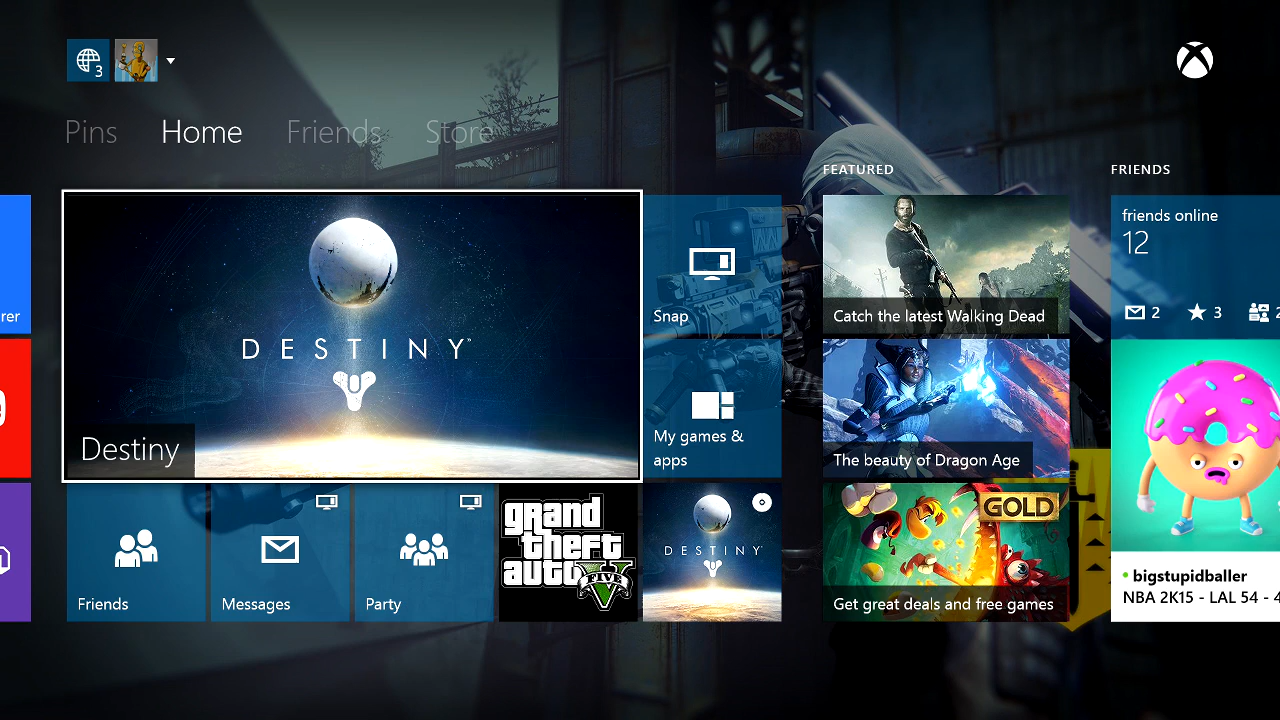 3
Pins
Home
Friends
Store
FEATURED
FRIENDS
rer
DESTINY
Destiny
Snap
My games &
apps
Friends
Messages
Party
grand
theft
auto
FIVE
DESTINY
Catch the latest Walking Dead
The beauty of Dragon Age
GOLD
Get great deals and free games
friends online
12
2
3
2
bigstupidballer
NBA 2K15 - LAL 54 - 4